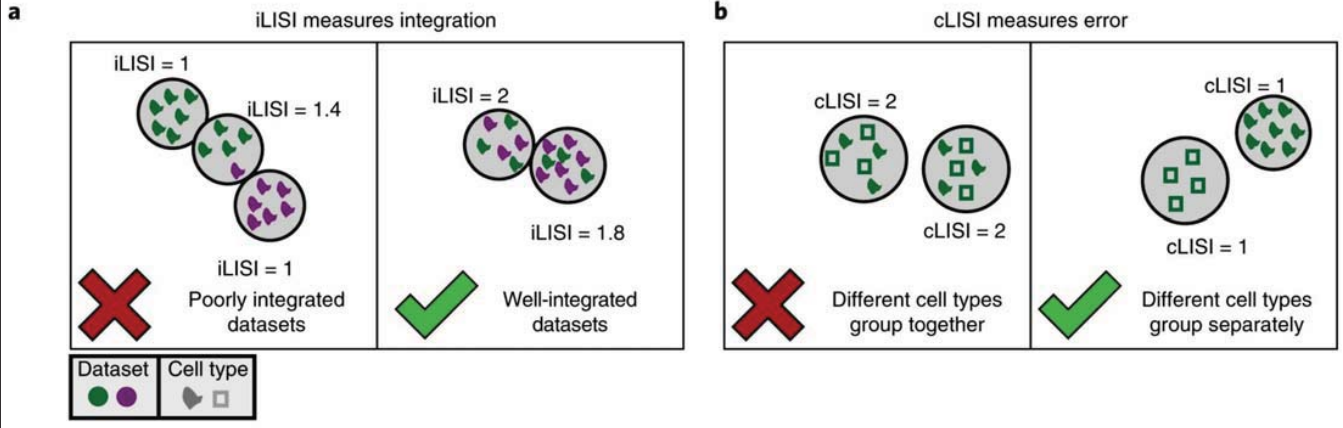 a
iLISI measures integration
iLISI = 1
iLISI = 1.4
iLISI = 1
Poorly integrated
datasets
iLISI = 2
iLISI = 1.8
Well-integrated
datasets
Dataset
Cell type
b
cLISI measures error
cLISI = 2
cLISI = 2
Different cell types
group together
cLISI = 1
cLISI = 1
Different cell types
group separately